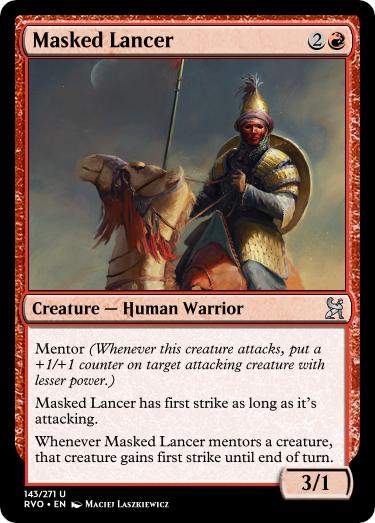 Masked Lancer 2
Creature — Human Warrior
Mentor (Whenever this creature attacks, put a
+1/+1 counter on target attacking creature with
lesser power.)
Masked Lancer has first strike as long as it's
attacking.
Whenever Masked Lancer mentors a creature,
that creature gains first strike until end of turn.
3/1
143/271 U
RVO • EN Maciej Laszkiewicz